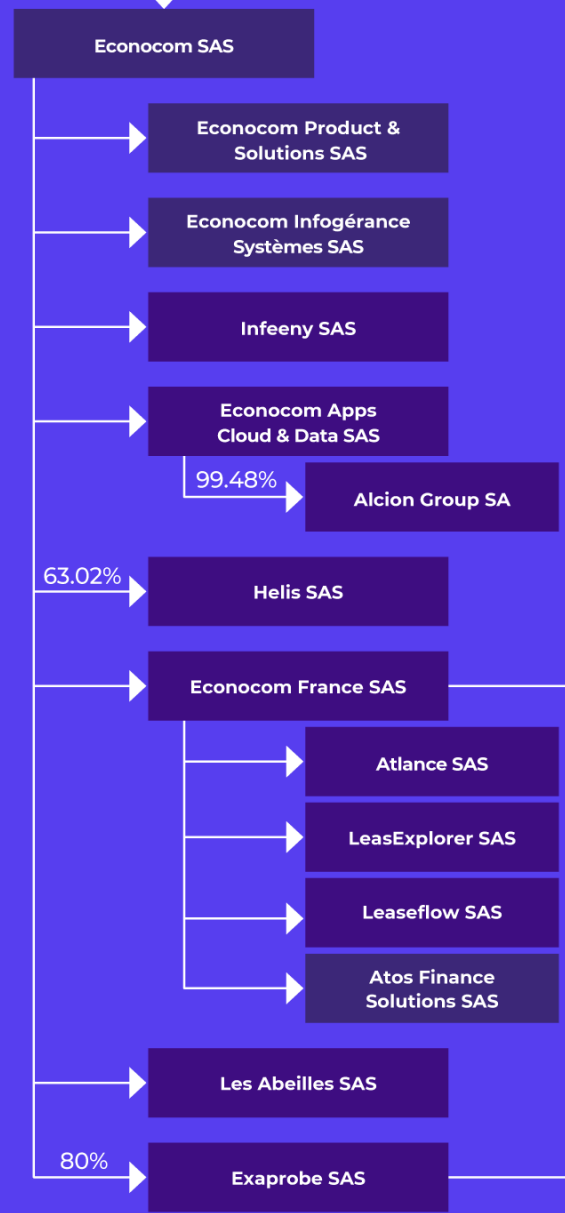 Econocom SAS
Econocom Product &
Solutions SAS
Econocom Infogérance
Systèmes SAS
Infeeny SAS
Econocom Apps
Cloud & Data SAS
99.48%
Alcion Group SA
63.02%
Helis SAS
Econocom France SAS
Atlance SAS
LeasExplorer SAS
Leaseflow SAS
Atos Finance
Solutions SAS
Les Abeilles SAS
80%
Exaprobe SAS